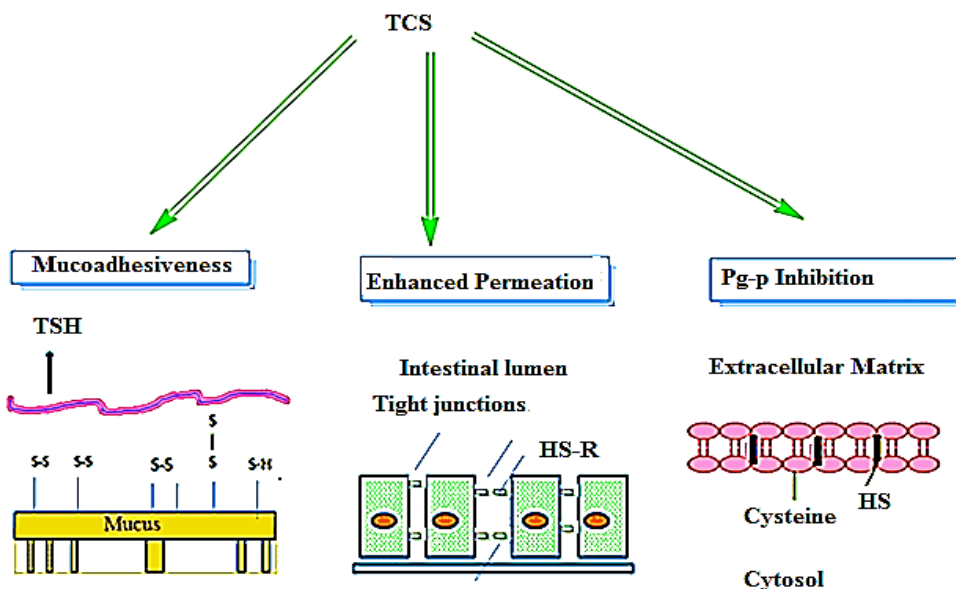 TCS
Mucoadhesiveness
Enhanced Permeation
Pg-p Inhibition
TSH
S
S
S-S
S-S
S-S
S-H
Mucus
Intestinal lumen
Tight junctions
HS-R
Extracellular Matrix
HS
Cysteine
Cytosol